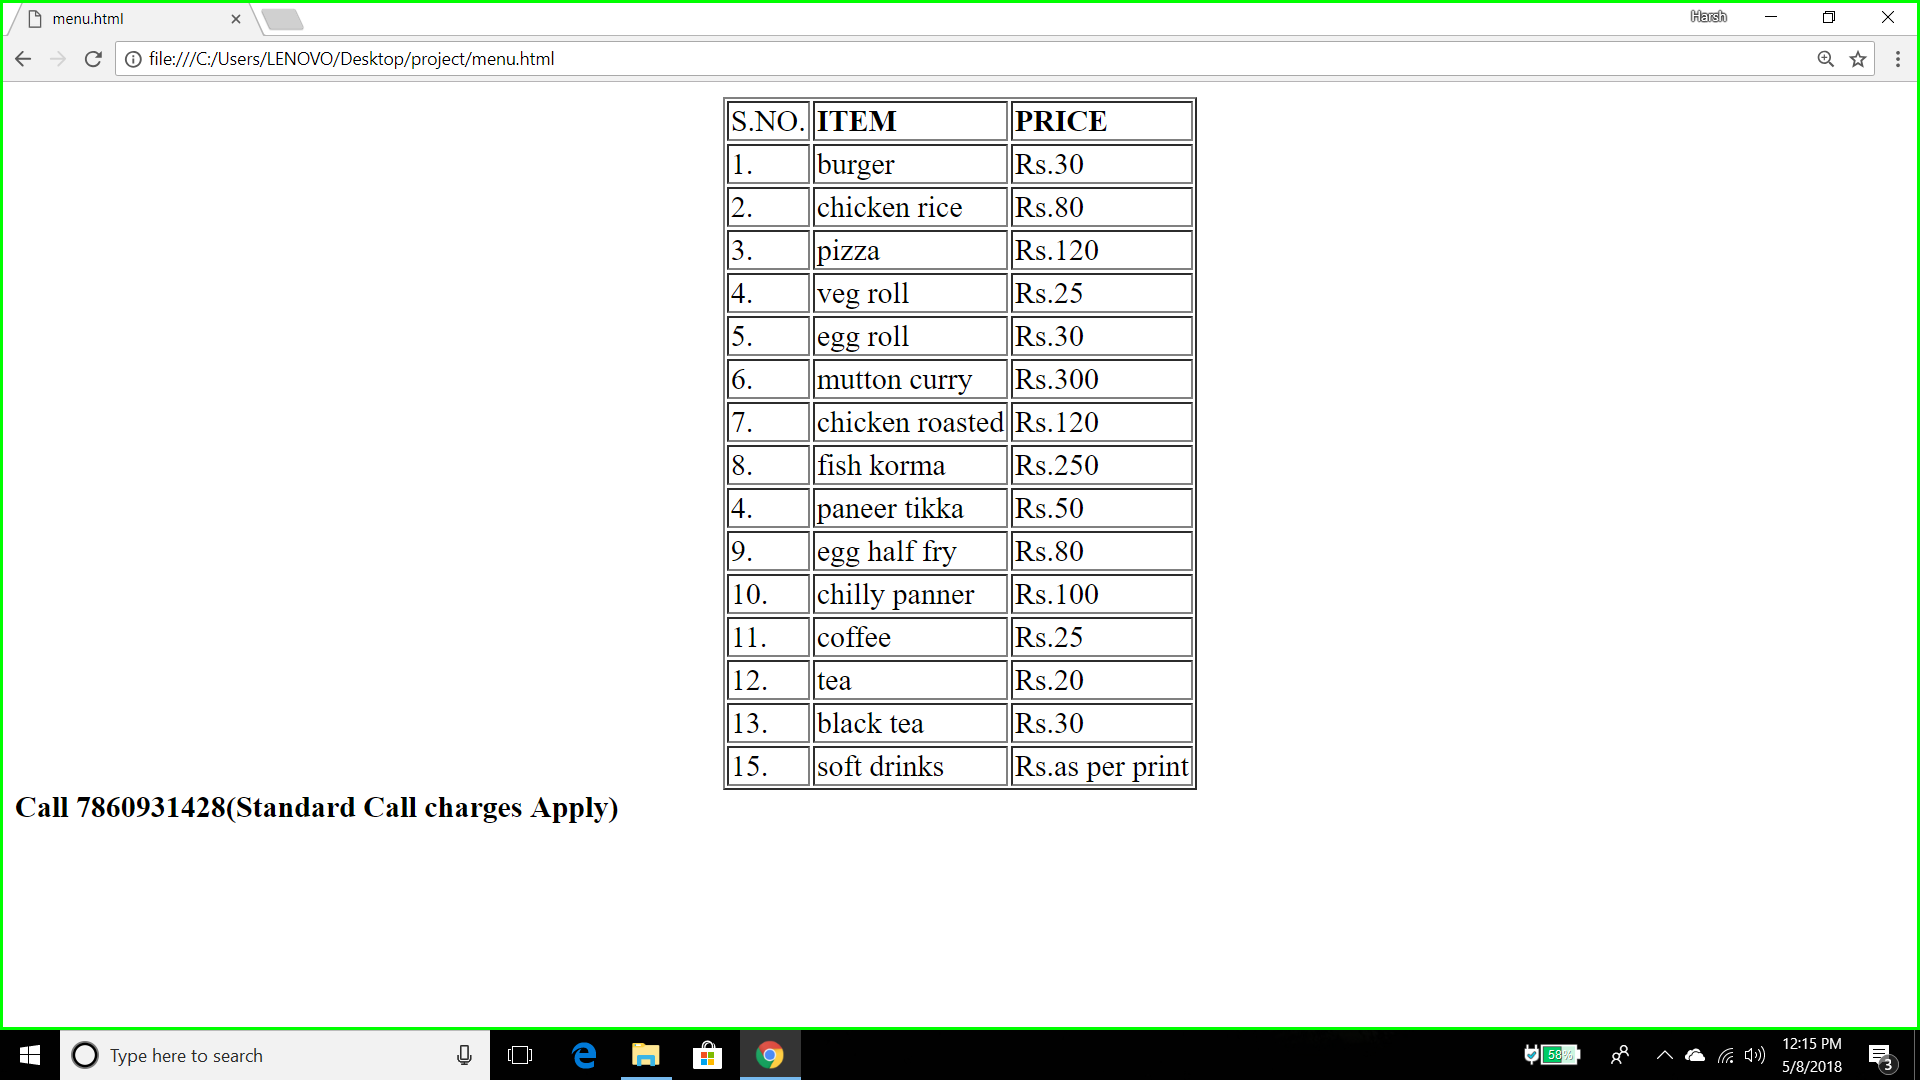 menu.html
Harsh
file:///C:/Users/LENOVO/Desktop/project/menu.html
S.NO. ITEM PRICE
1. burger Rs.30
2. chicken rice Rs.80
3. pizza Rs.120
4. veg roll Rs.25
5. egg roll Rs.30
6. mutton curry Rs.300
7. chicken roasted Rs.120
8. fish korma Rs.250
4. paneer tikka Rs.50
9. egg half fry Rs.80
10. chilly panner Rs.100
11. coffee Rs.25
12. tea Rs.20
13. black tea Rs.30
15. soft drinks Rs.as per print
Call 7860931428(Standard Call charges Apply)
Type here to search
58%
12:15 PM
5/8/2018
3